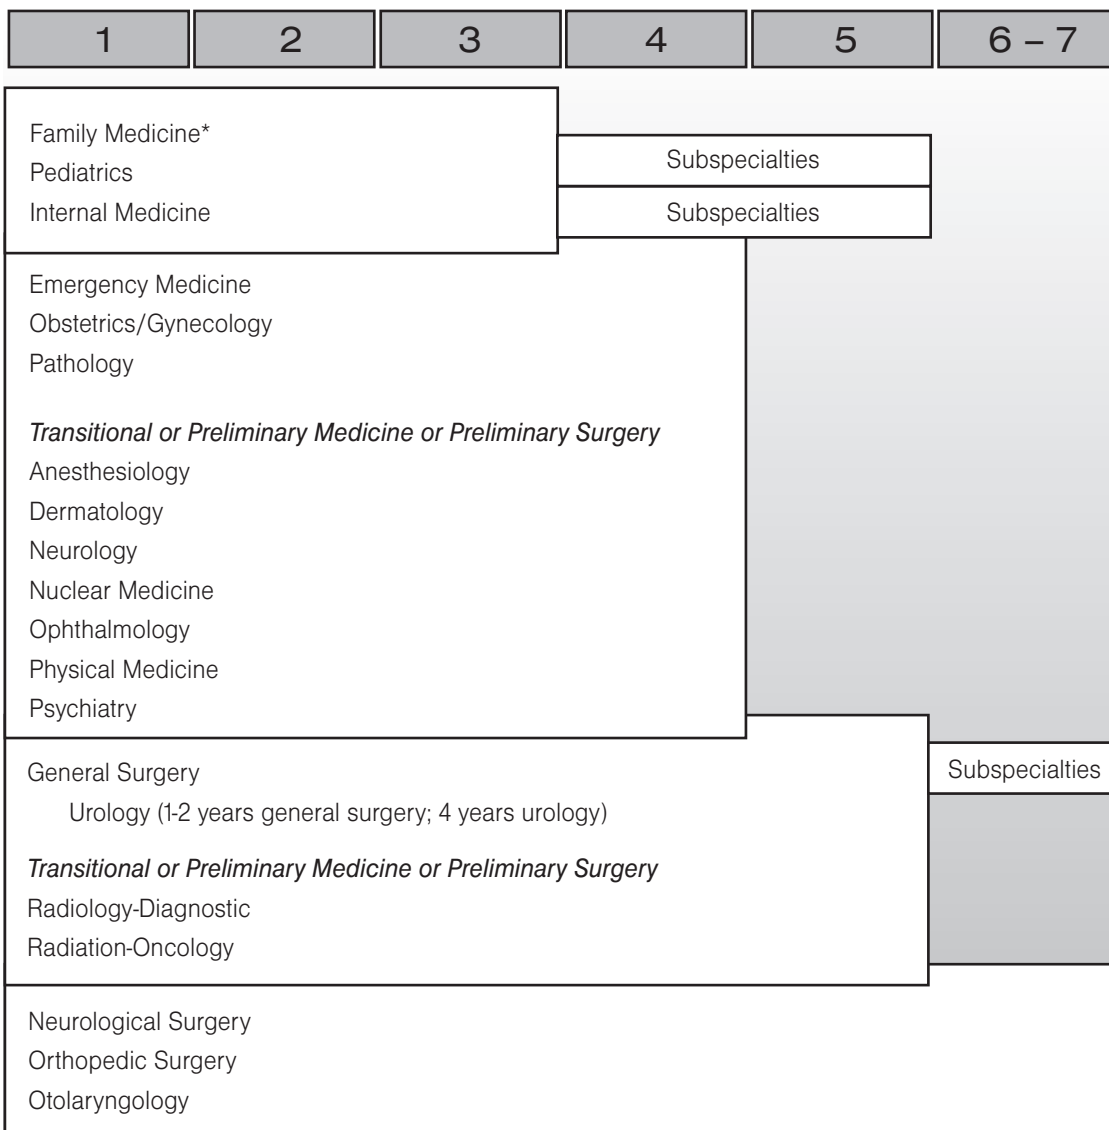 1 2 3 4 5 6 – 7
Family Medicine*
Pediatrics
Internal Medicine
Subspecialties
Subspecialties
Emergency Medicine
Obstetrics/Gynecology
Pathology
Transitional or Preliminary Medicine or Preliminary Surgery
Anesthesiology
Dermatology
Neurology
Nuclear Medicine
Ophthalmology
Physical Medicine
Psychiatry
General Surgery
Subspecialties
Urology (1-2 years general surgery; 4 years urology)
Transitional or Preliminary Medicine or Preliminary Surgery
Radiology-Diagnostic
Radiation-Oncology
Neurological Surgery
Orthopedic Surgery
Otolaryngology